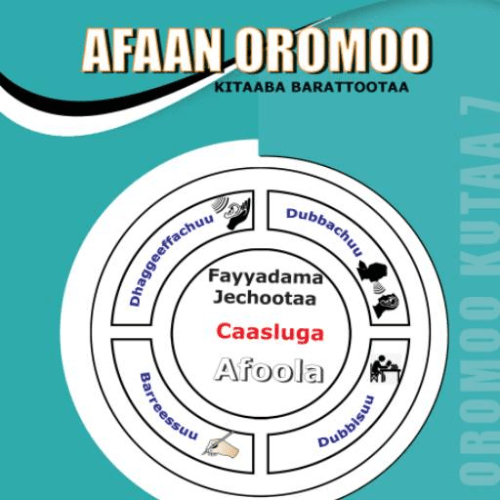 AFAAN OROMOO
KITAABA BARATTOOTAA
Dhaggeeffachuu
Dubbachuu
Fayyadama
Jechootaa
Caasluga
Afoola
Barreessuu
Dubbisuu
OROMOO KUTAA 7